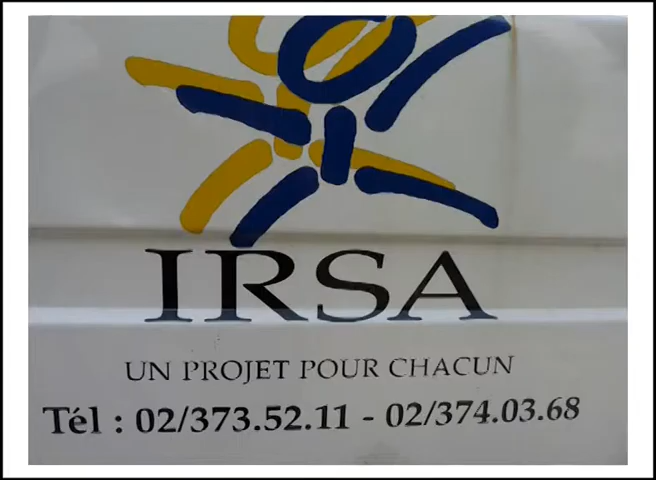 IRSA
UN PROJET POUR CHACUN
Tél : 02/373.52.11 - 02/374.03.68